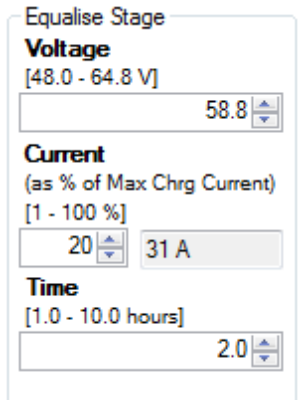 Equalise Stage
Voltage
[48.0 - 64.8 V]
58.8
Current
(as % of Max Chrg Current)
[1 - 100 %]
20 31 A
Time
[1.0 - 10.0 hours]
2.0